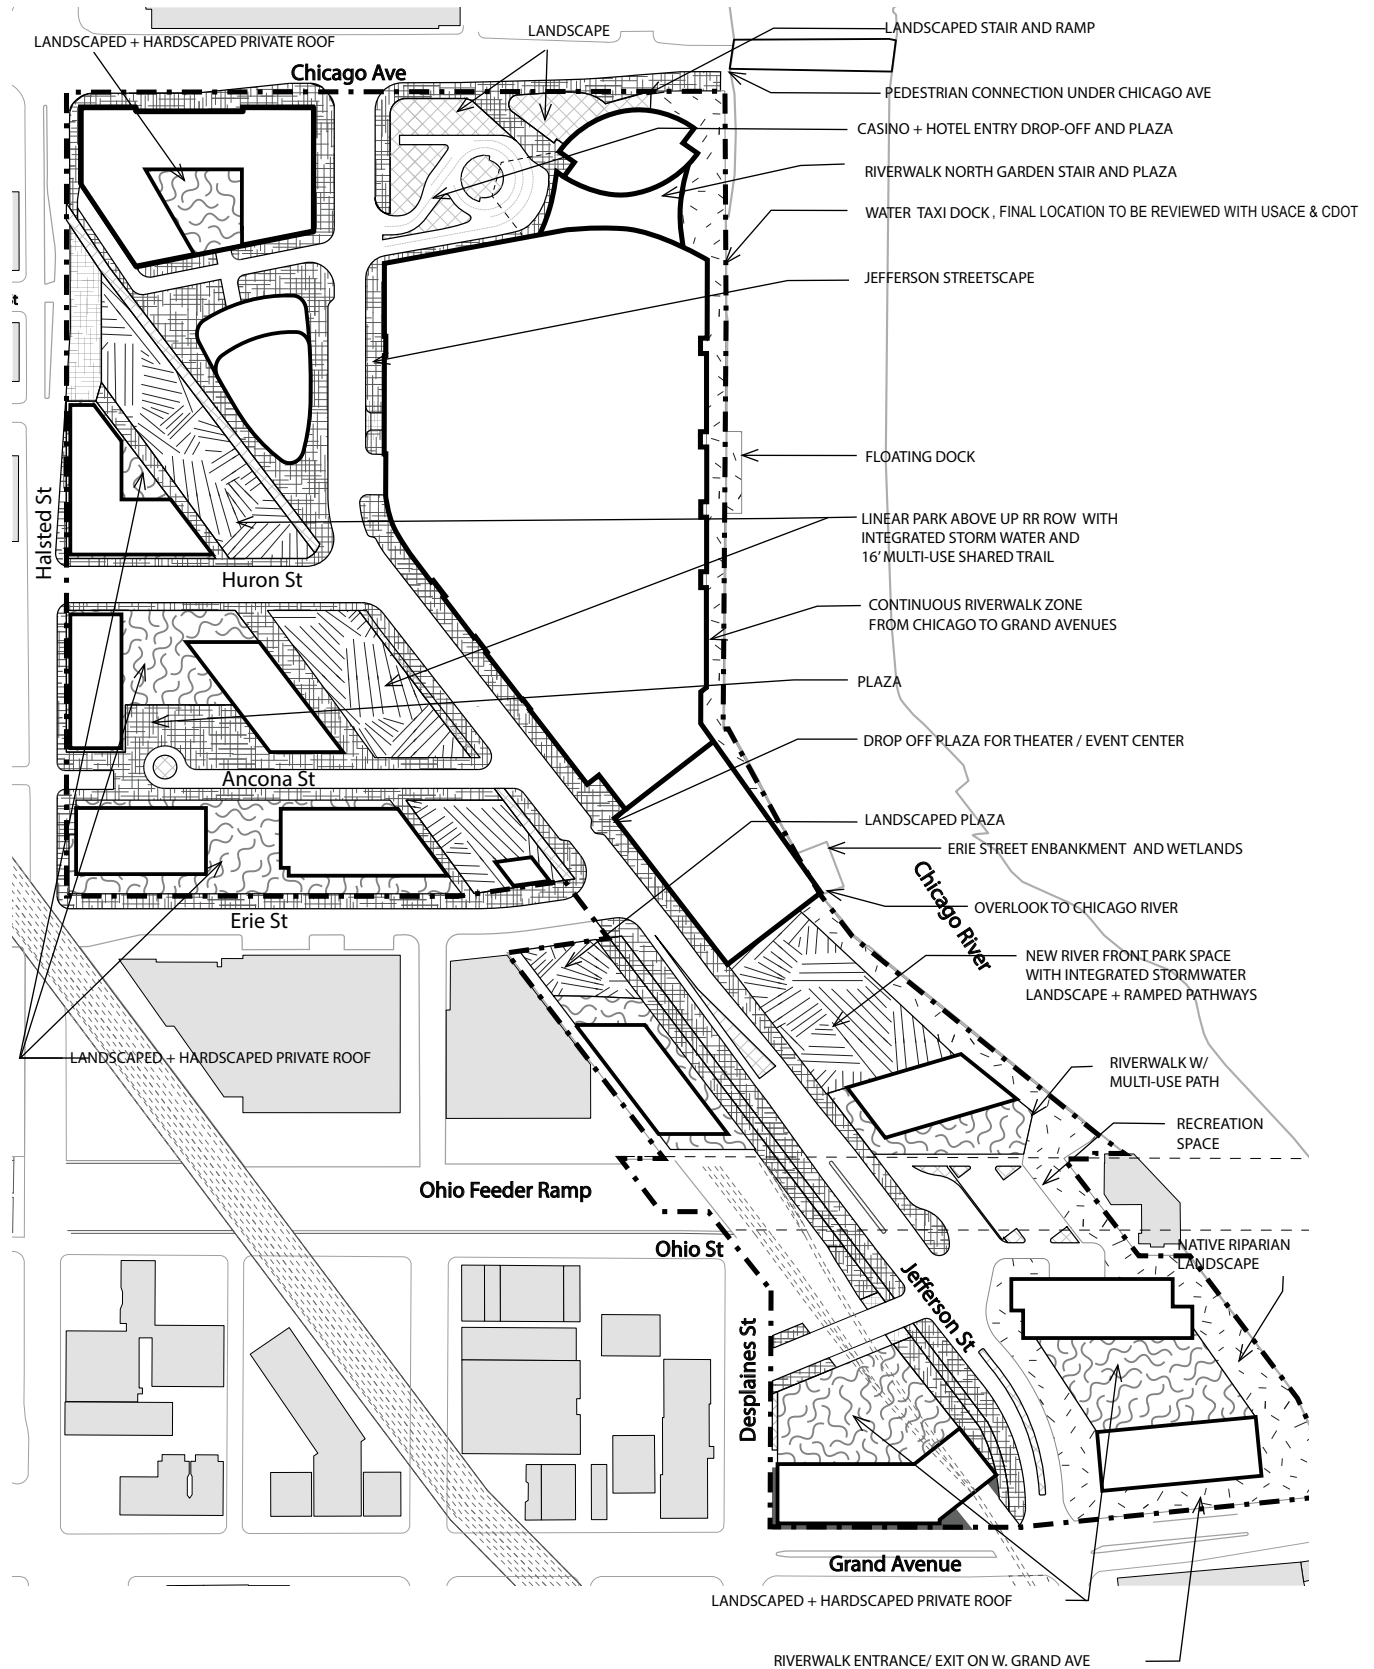 LANDSCAPED + HARDSCAPED PRIVATE ROOF
LANDSCAPE
LANDSCAPED STAIR AND RAMP
Chicago Ave
PEDESTRIAN CONNECTION UNDER CHICAGO AVE
CASINO + HOTEL ENTRY DROP-OFF AND PLAZA
RIVERWALK NORTH GARDEN STAIR AND PLAZA
WATER TAXI DOCK , FINAL LOCATION TO BE REVIEWED WITH USACE & CDOT
JEFFERSON STREETSCAPE
st
FLOATING DOCK
Halsted St
LINEAR PARK ABOVE UP RR ROW WITH
INTEGRATED STORM WATER AND
16' MULTI-USE SHARED TRAIL
Huron St
CONTINUOUS RIVERWALK ZONE
FROM CHICAGO TO GRAND AVENUES
PLAZA
DROP OFF PLAZA FOR THEATER / EVENT CENTER
Ancona St
LANDSCAPED PLAZA
ERIE STREET ENBANKMENT AND WETLANDS
Chicago River
OVERLOOK TO CHICAGO RIVER
Erie St
NEW RIVER FRONT PARK SPACE
WITH INTEGRATED STORMWATER
LANDSCAPE + RAMPED PATHWAYS
LANDSCAPED + HARDSCAPED PRIVATE ROOF
RIVERWALK W/
MULTI-USE PATH
RECREATION
SPACE
Ohio Feeder Ramp
Ohio St
NATIVE RIPARIAN
LANDSCAPE
Jefferson St
Desplaines St
Grand Avenue
LANDSCAPED + HARDSCAPED PRIVATE ROOF
RIVERWALK ENTRANCE/ EXIT ON W. GRAND AVE